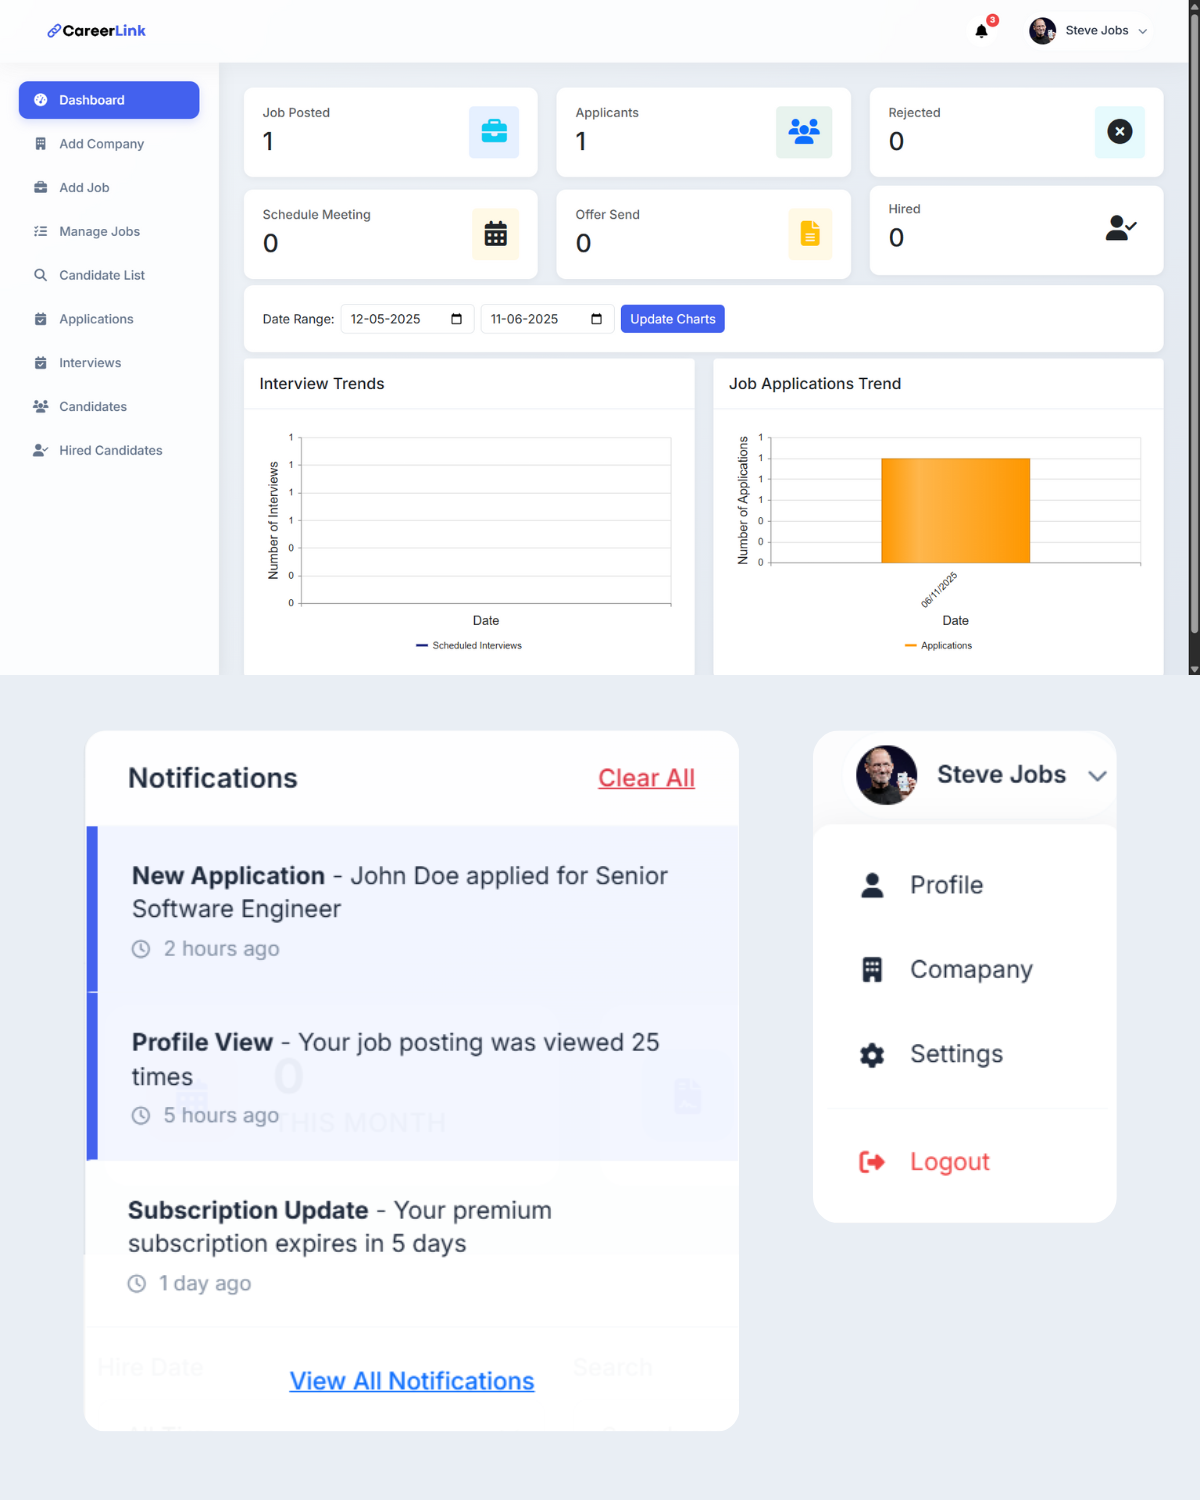 CareerLink
3
Steve Jobs
Dashboard
Add Company
Add Job
Manage Jobs
Candidate List
Applications
Interviews
Candidates
Hired Candidates
Job Posted
1
Applicants
1
Rejected
0
Schedule Meeting
0
Offer Send
0
Hired
0
Date Range: 12-05-2025 11-06-2025 Update Charts
Interview Trends
Number of Interviews
1
1
1
1
0
0
0
Date
Scheduled Interviews
Job Applications Trend
Number of Applications
1
1
1
1
0
0
0
06/11/2025
Date
Applications
Notifications Clear All
New Application - John Doe applied for Senior
Software Engineer
2 hours ago
Profile View - Your job posting was viewed 25
times
0
5 hours ago
THIS MONTH
Subscription Update - Your premium
subscription expires in 5 days
1 day ago
Hire Date Search
View All Notifications
Steve Jobs
Profile
Comapany
Settings
Logout